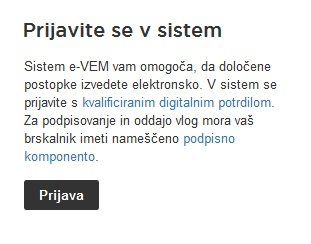 Prijavite se v sistem
Sistem e-VEM vam omogoča, da določene
postopke izvedete elektronsko. V sistem se
prijavite s kvalificiranim digitalnim potrdilom.
Za podpisovanje in oddajo vlog mora vaš
brskalnik imeti nameščeno podpisno
komponento.
Prijava